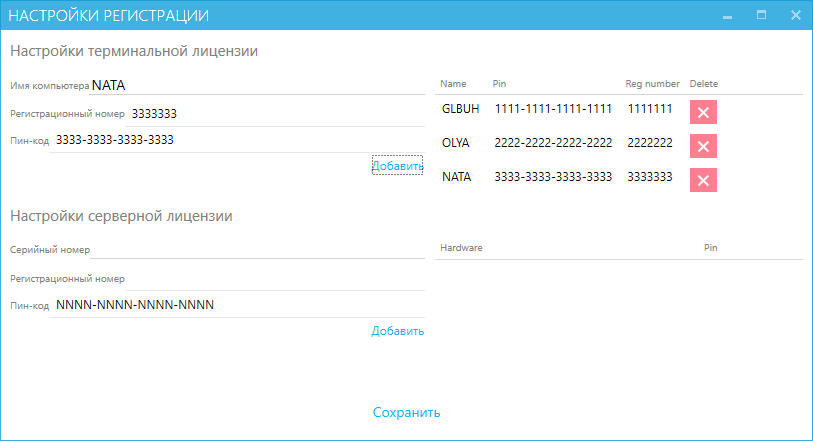 НАСТРОЙКИ РЕГИСТРАЦИИ
Настройки терминальной лицензии
Имя компьютера NATA
Регистрационный номер 3333333
Пин-код 3333-3333-3333-3333
Добавить
Name Pin Reg number Delete
GLBUH 1111-1111-1111-1111 1111111
OLYA 2222-2222-2222-2222 2222222
NATA 3333-3333-3333-3333 3333333
Настройки серверной лицензии
Серийный номер
Регистрационный номер
Пин-код NNNN-NNNN-NNNN-NNNN
Добавить
Hardware Pin
Сохранить